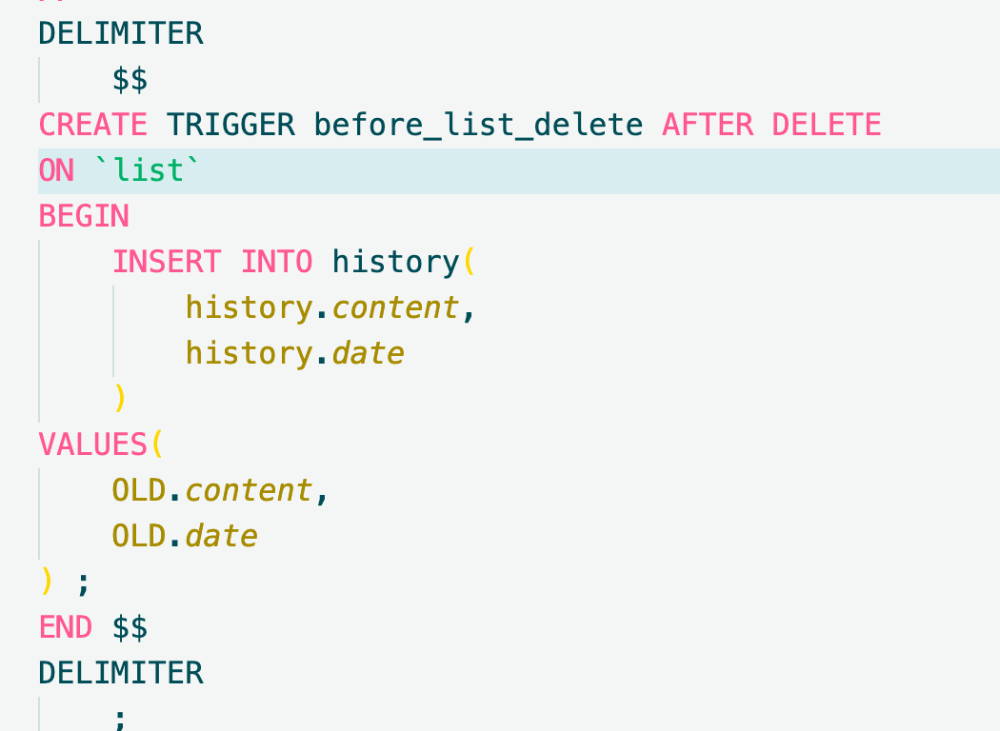 DELIMITER
    $$
CREATE TRIGGER before_list_delete AFTER DELETE
ON `list`
BEGIN
    INSERT INTO history(
        history.content,
        history.date
    )
VALUES(
    OLD.content,
    OLD.date
) ;
END $$
DELIMITER
    ;